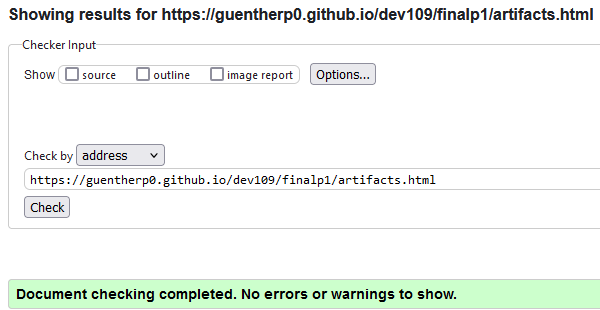 Showing results for https://guentherp0.github.io/dev109/finalp1/artifacts.html
Checker Input
Show source outline image report Options...
Check by address
https://guentherp0.github.io/dev109/finalp1/artifacts.html
Check
Document checking completed. No errors or warnings to show.